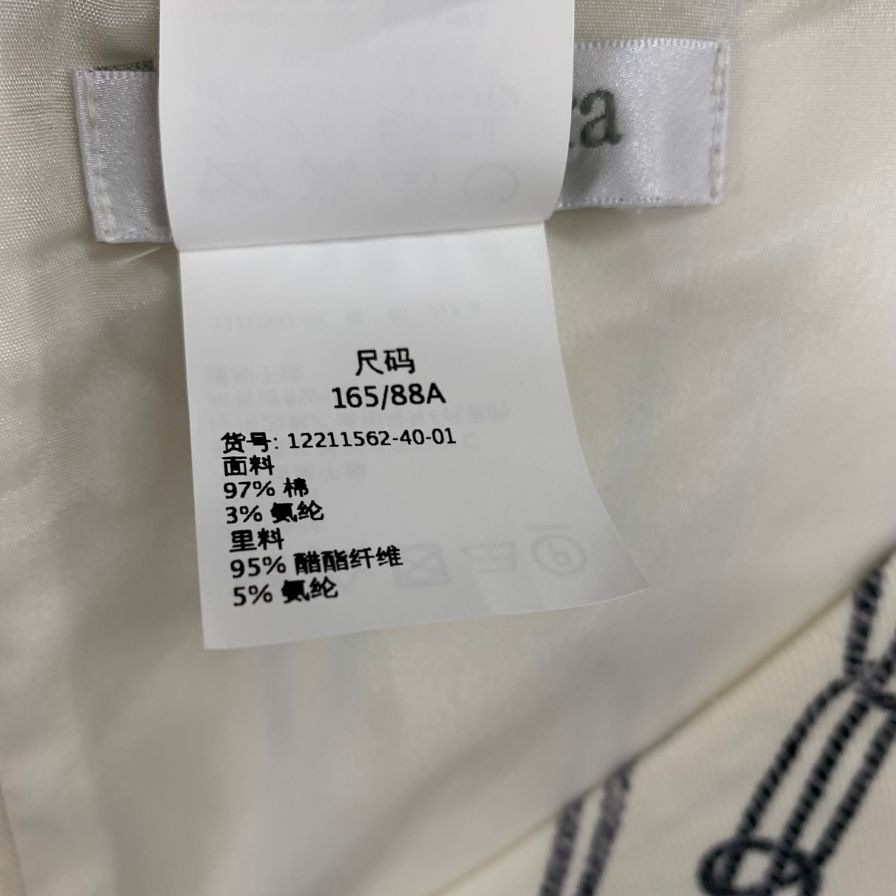 ra
尺码
165/88A
货号: 12211562-40-01
面料
97% 棉
3% 氨纶
里料
95% 醋酯纤维
5% 氨纶